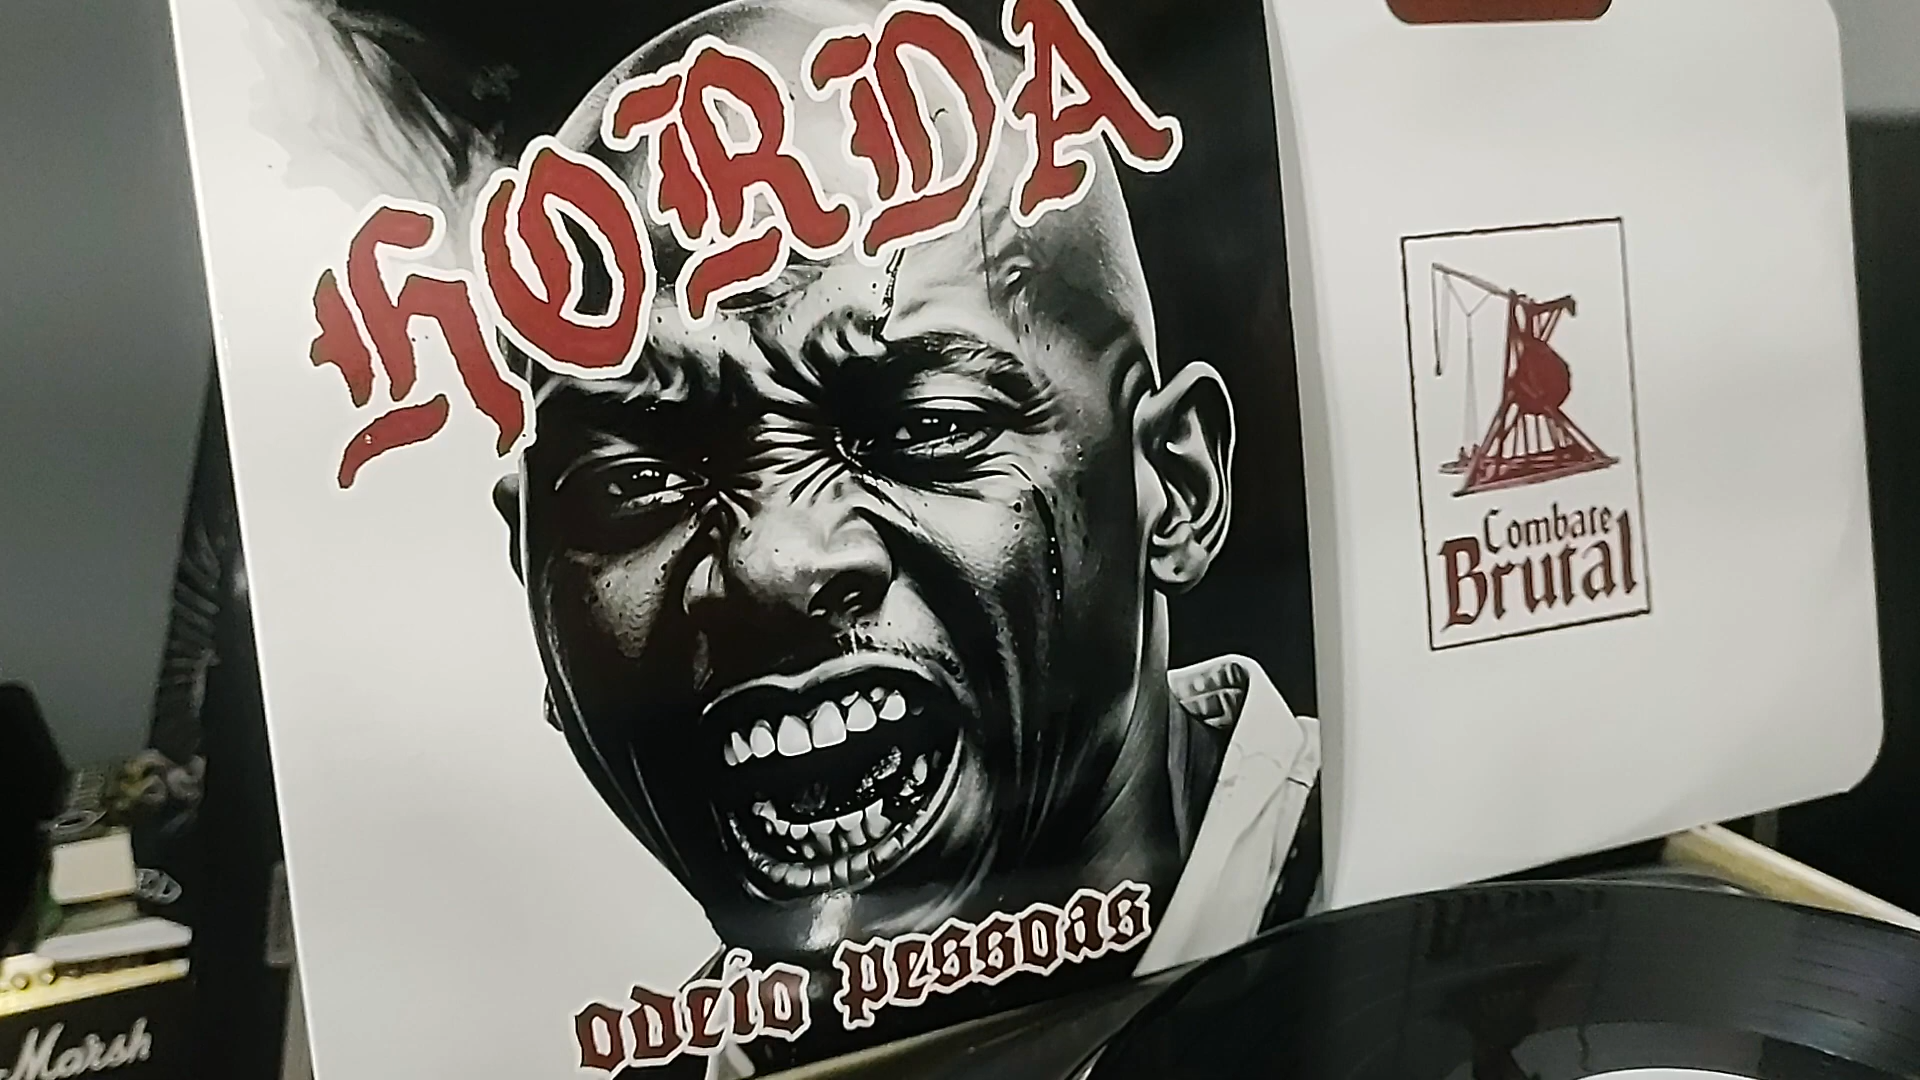 HORDA
odeio pessoas
Combate
Brutal
Marsh